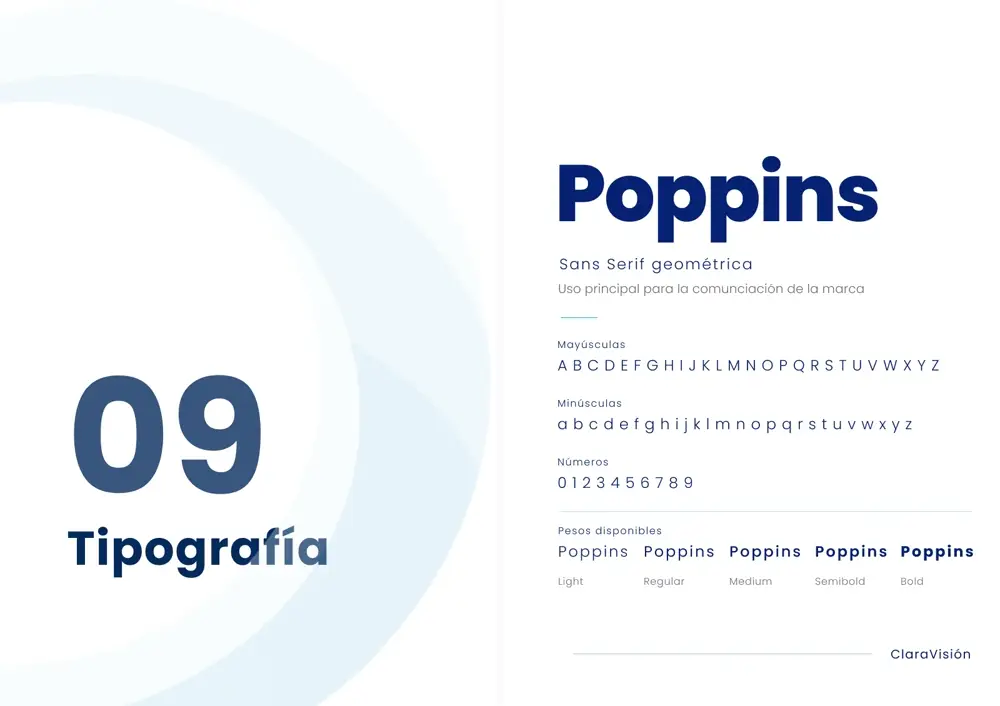 09
Tipografía
Poppins
Sans Serif geométrica
Uso principal para la comunciación de la marca
Mayúsculas
A B C D E F G H I J K L M N O P Q R S T U V W X Y Z
Minúsculas
a b c d e f g h i j k l m n o p q r s t u v w x y z
Números
0 1 2 3 4 5 6 7 8 9
Pesos disponibles
Poppins Poppins Poppins Poppins Poppins
Light Regular Medium Semibold Bold
ClaraVisión